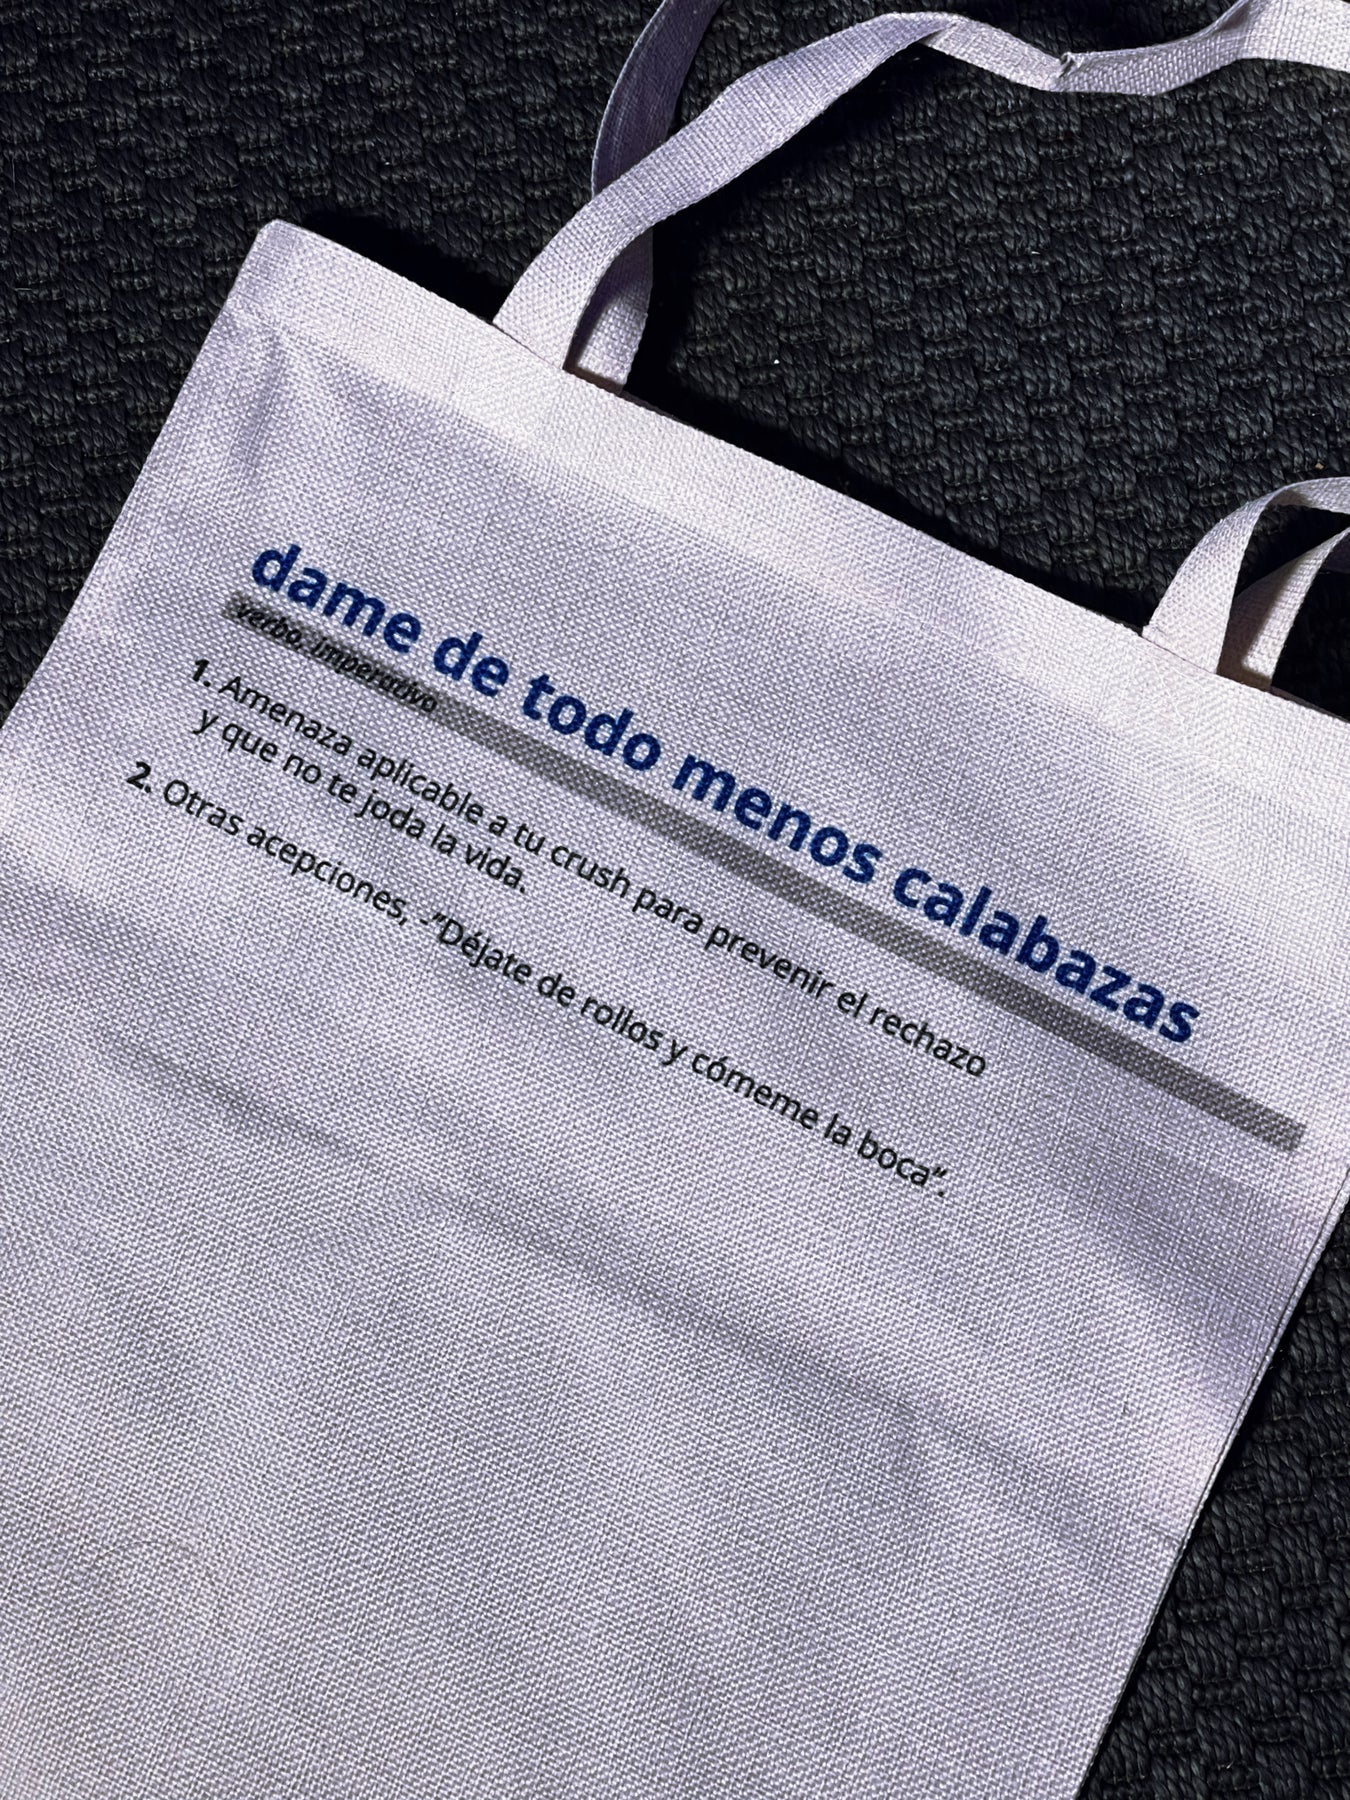 dame de todo menos calabazas
verbo. imperativo
1. Amenaza aplicable a tu crush para prevenir el rechazo
y que no te joda la vida.
2. Otras acepciones, -"Déjate de rollos y cómeme la boca".